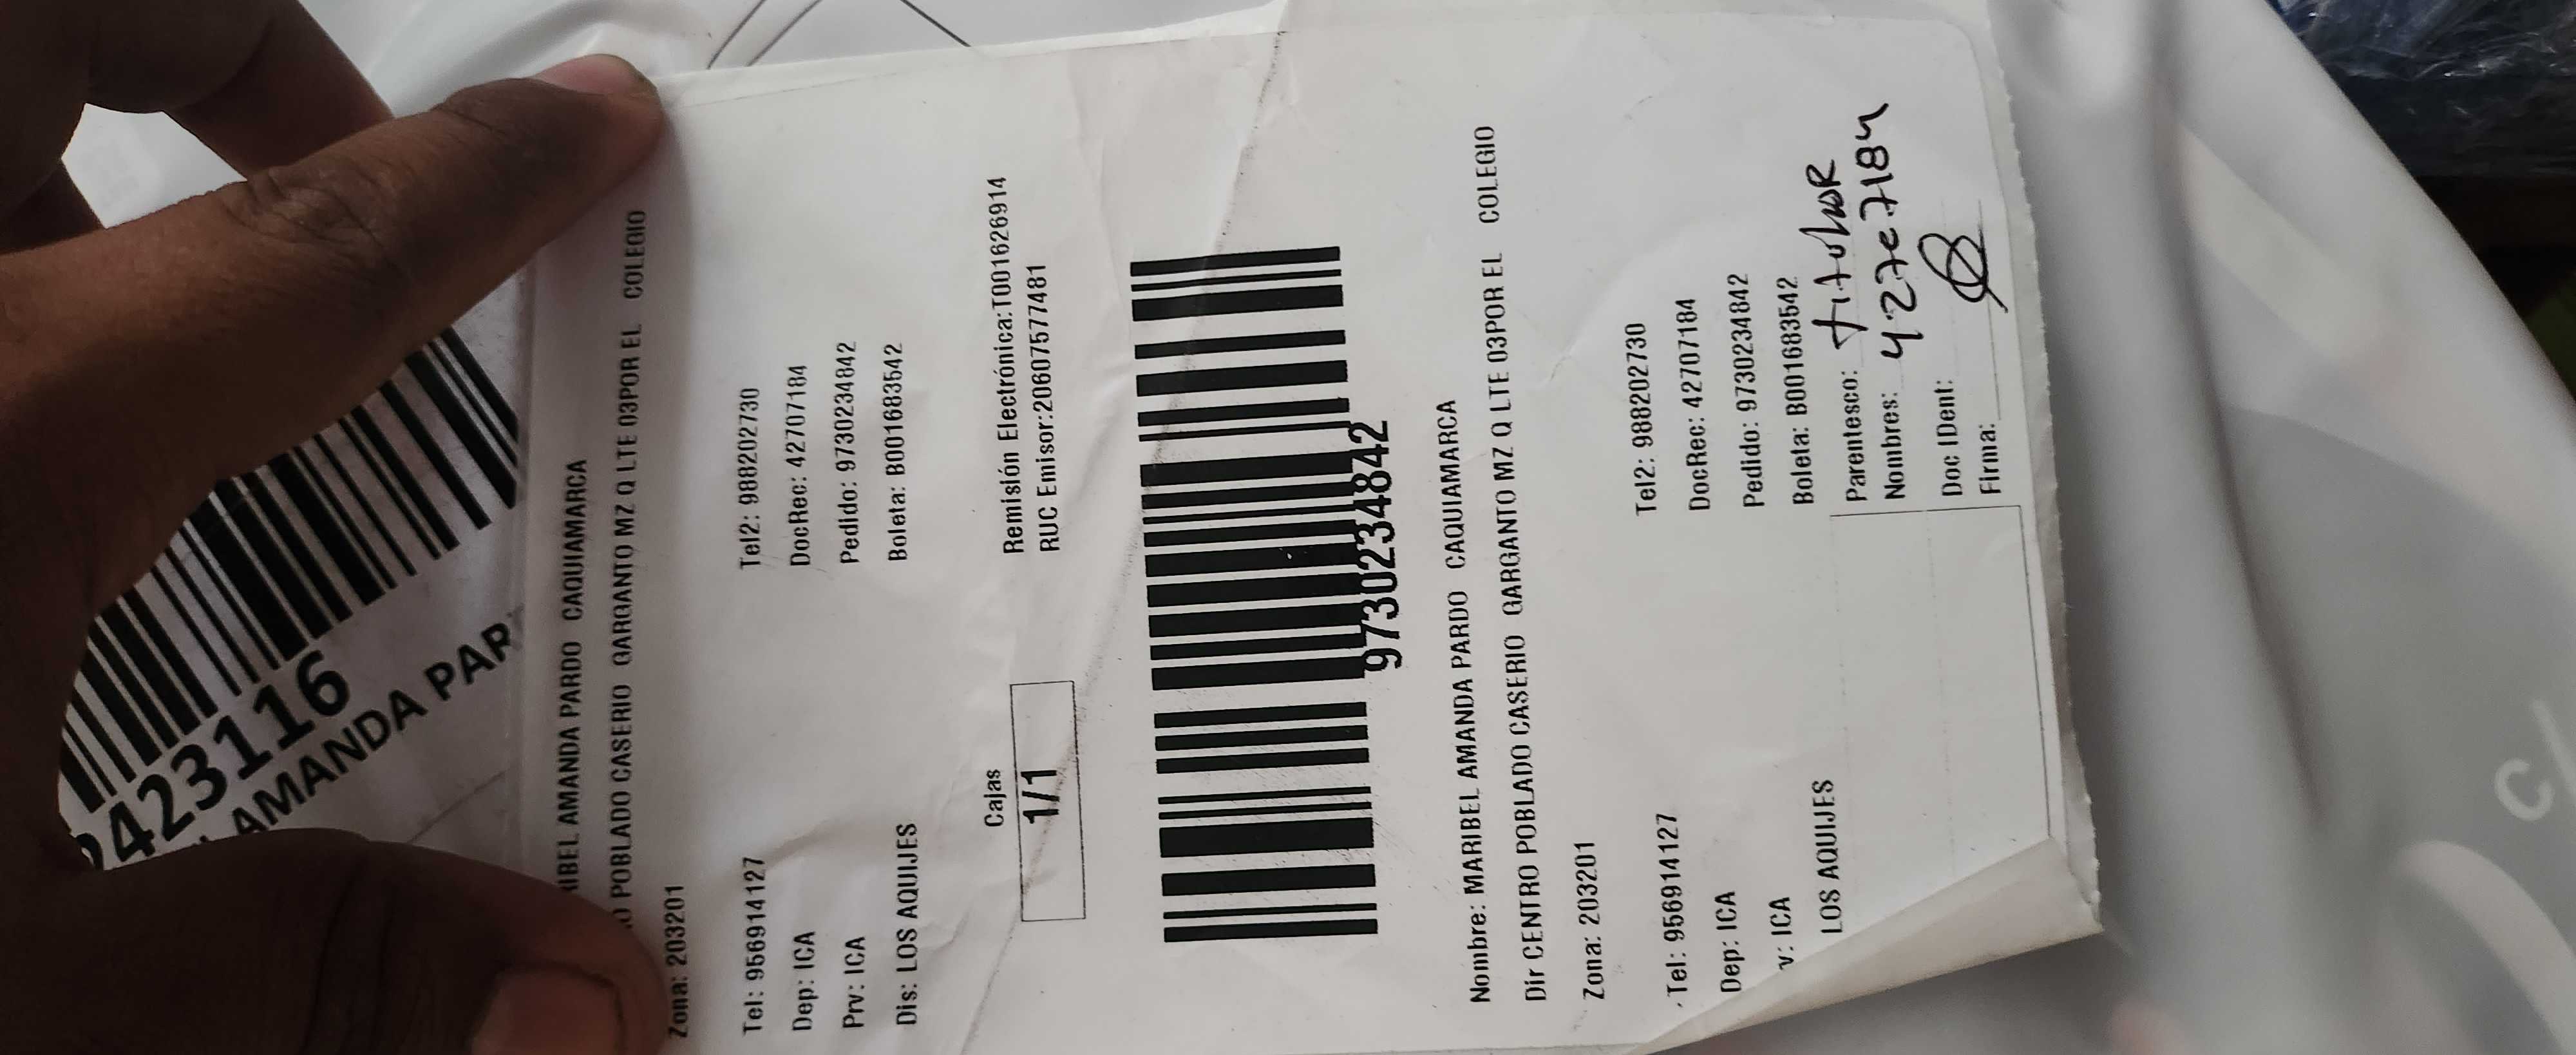 2423116
AMANDA PAR
IBEL AMANDA PARDO CAQUIAMARCA
O POBLADO CASERIO GARGANTO MZ Q LTE 03POR EL COLEGIO
Zona: 203201
Tel: 956914127 Tel2: 988202730
Dep: ICA DocRec: 42707184
Prv: ICA Pedido: 9730234842
Dis: LOS AQUIJES Boleta: B001683542
Cajas
1/1
Remisión Electrónica:T001626914
RUC Emisor:20607577481
9730234842
Nombre: MARIBEL AMANDA PARDO CAQUIAMARCA
Dir CENTRO POBLADO CASERIO GARGANTO MZ Q LTE 03POR EL COLEGIO
Zona: 203201
Tel: 956914127 Tel2: 988202730
Dep: ICA DocRec: 42707184
v: ICA Pedido: 9730234842
LOS AQUIJES Boleta: B001683542
Parentesco: titular
Nombres: 42707184
Doc IDent:
Firma:
C/